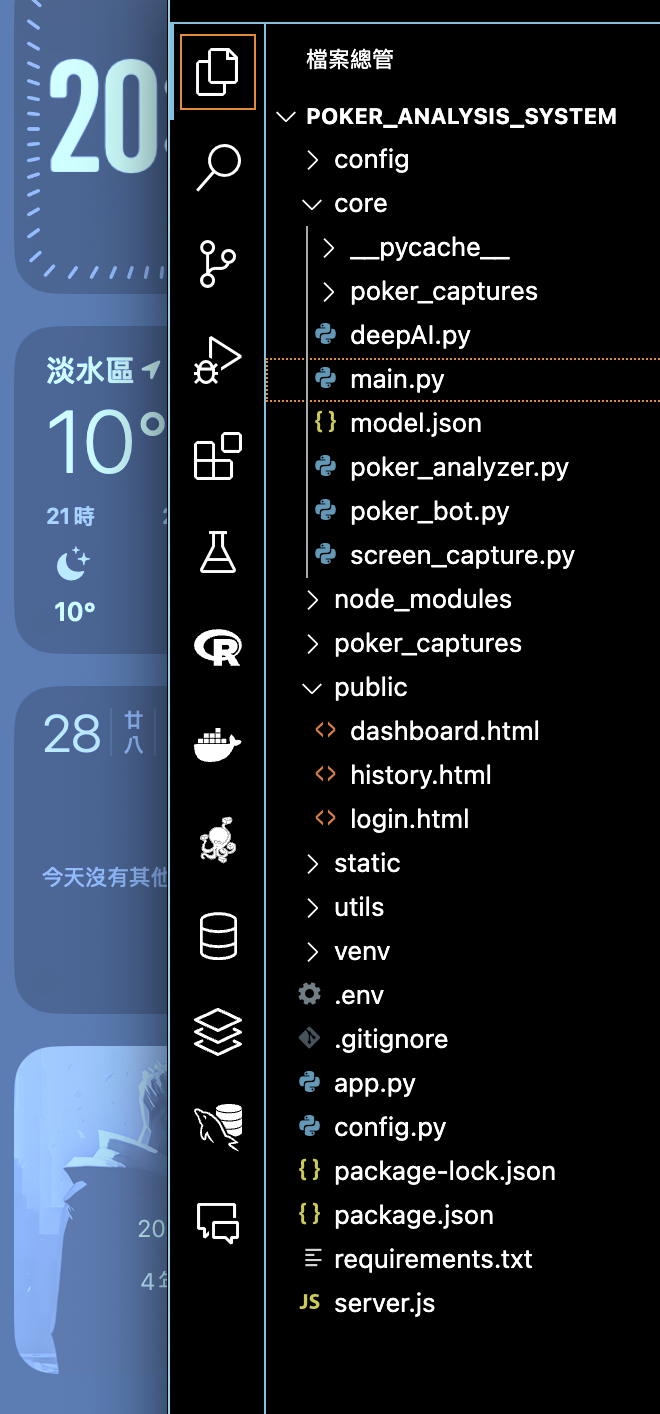 20
淡水區
10°
21時
10°
28
廿
八
今天沒有其他
20
4年
檔案總管
POKER_ANALYSIS_SYSTEM
config
core
__pycache__
poker_captures
deepAI.py
main.py
{} model.json
poker_analyzer.py
poker_bot.py
screen_capture.py
node_modules
poker_captures
public
<> dashboard.html
<> history.html
<> login.html
static
utils
venv
.env
.gitignore
app.py
config.py
{} package-lock.json
{} package.json
requirements.txt
JS server.js